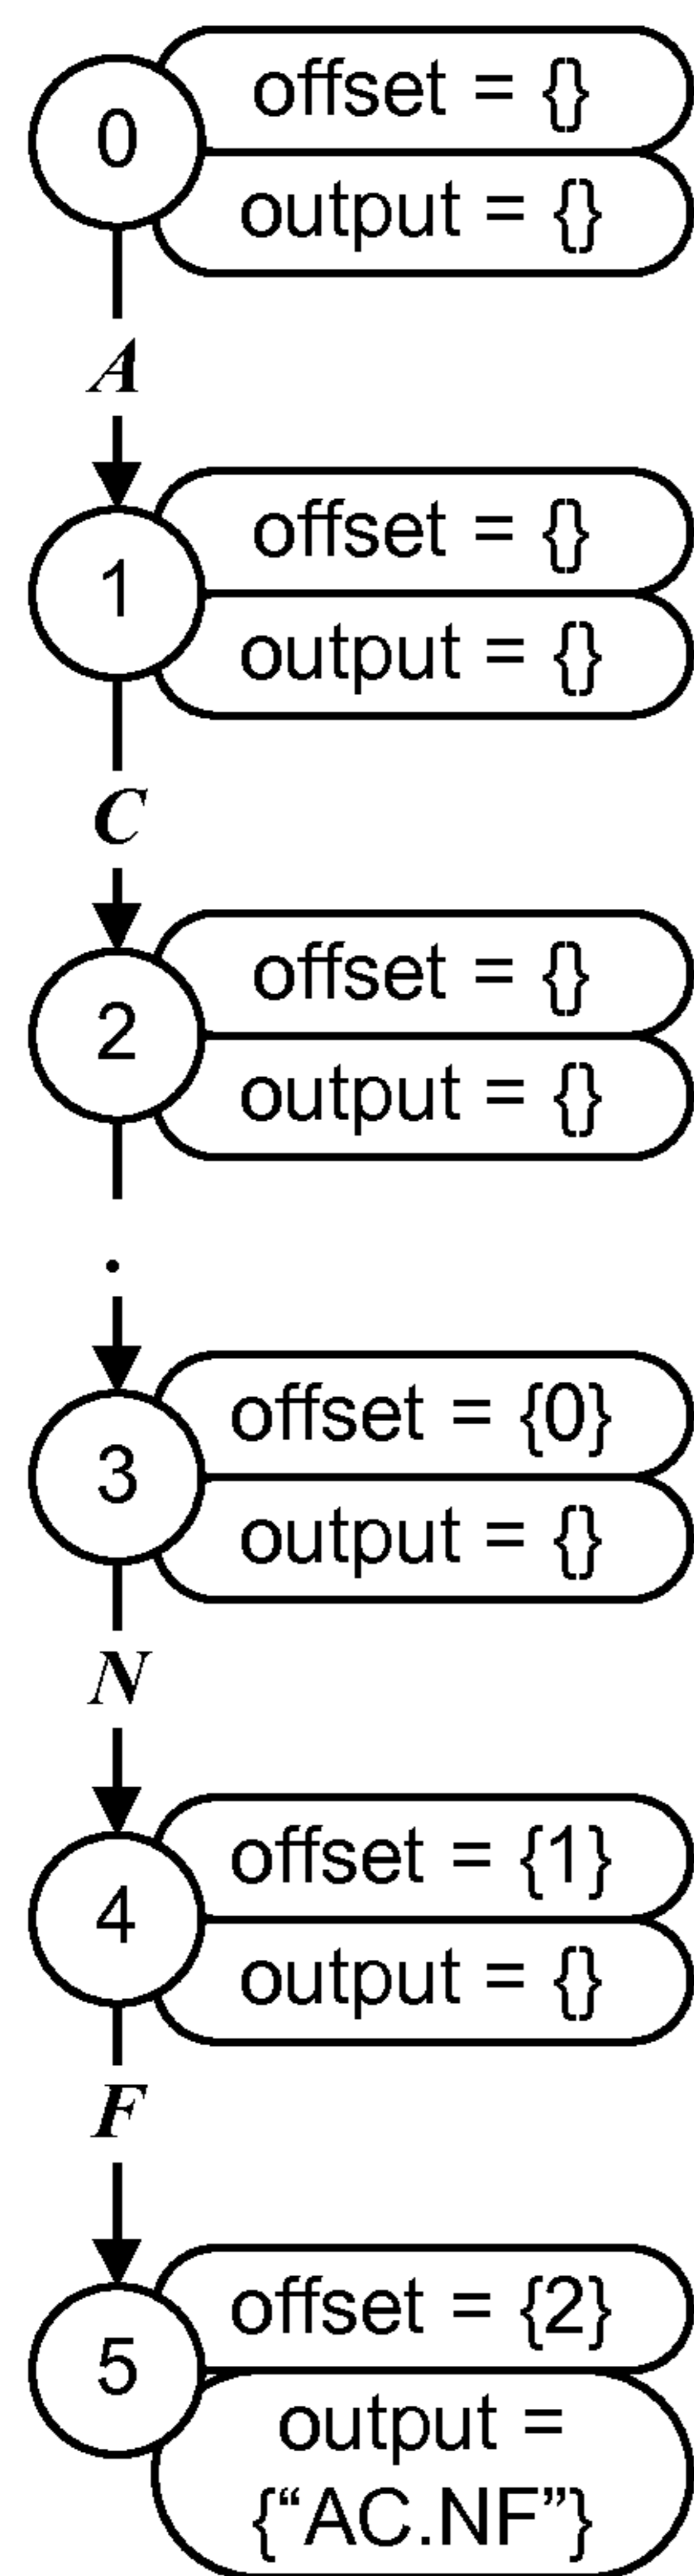 offset = {}
0
output = {}
A
offset = {}
1
output = {}
C
offset = {}
2
output = {}
.
offset = {0}
3
output = {}
N
offset = {1}
4
output = {}
F
offset = {2}
5
output =
{“AC.NF”}